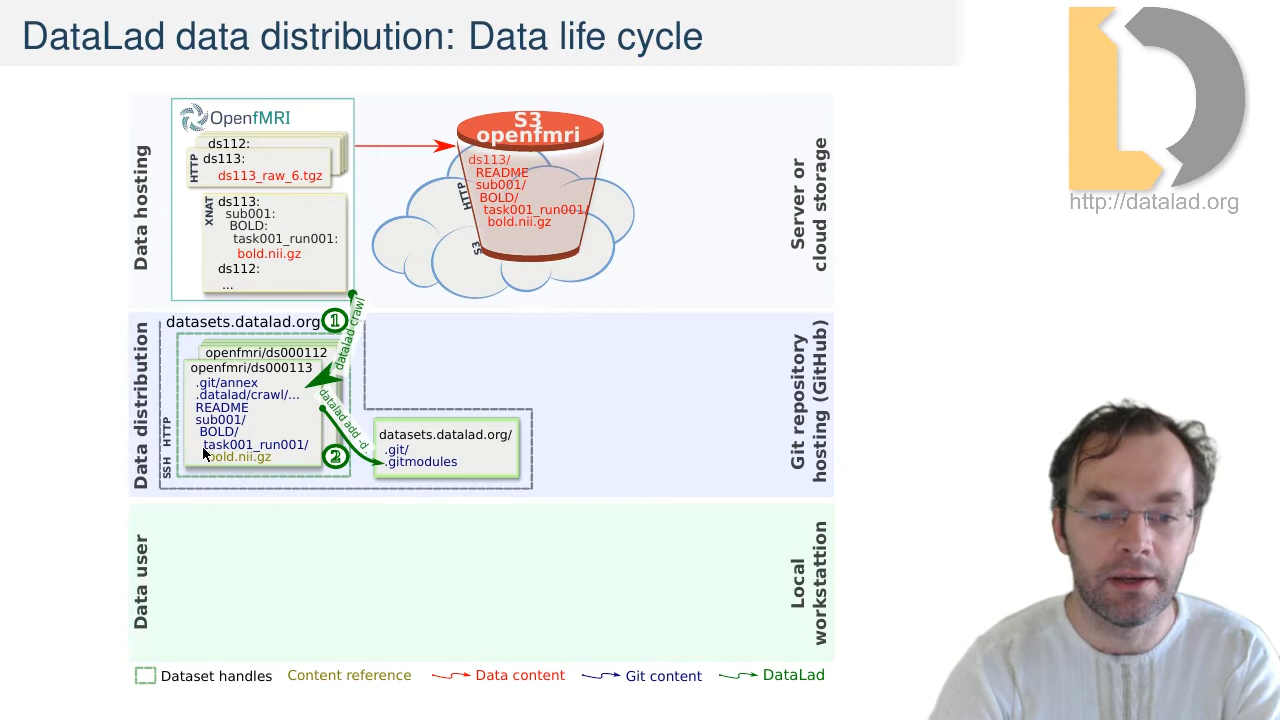 DataLad data distribution: Data life cycle
http://datalad.org
Data hosting
OpenfMRI
HTTP
ds112:
ds113:
ds113_raw_6.tgz
XNAT
ds113:
sub001:
BOLD:
task001_run001:
bold.nii.gz
ds112:
...
S3
openfmri
HTTP
S3
ds113/
README
sub001/
BOLD/
task001_run001/
bold.nii.gz
Server or
cloud storage
Data distribution
datasets.datalad.org
1
datalad crawl
openfmri/ds000112
openfmri/ds000113
.git/annex
.datalad/crawl/...
README
sub001/
BOLD/
task001_run001/
bold.nii.gz
SSH HTTP
datalad add -d.
2
datasets.datalad.org/
.git/
.gitmodules
Git repository
hosting (GitHub)
Data user
Local
workstattion
Dataset handles
Content reference
Data content
Git content
DataLad